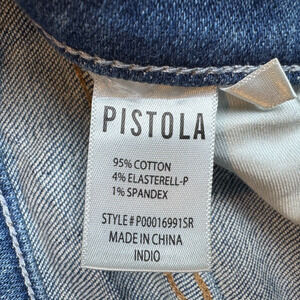 PISTOLA
95% COTTON
4% ELASTERELL-P
1% SPANDEX
STYLE # P00016991SR
MADE IN CHINA
INDIO